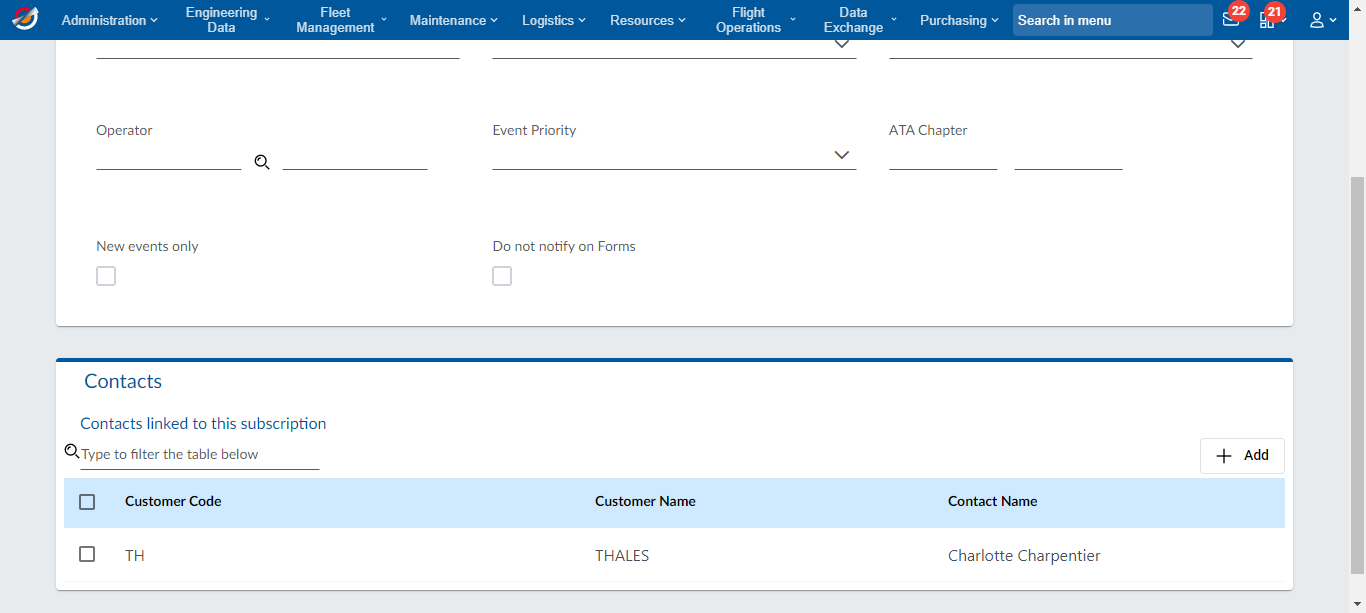 Administration
Engineering
Data
Fleet
Management
Maintenance
Logistics
Resources
Flight
Operations
Data
Exchange
Purchasing
Search in menu
22
21
Operator
Event Priority
ATA Chapter
New events only
Do not notify on Forms
Contacts
Contacts linked to this subscription
Type to filter the table below
Add
Customer Code
Customer Name
Contact Name
TH
THALES
Charlotte Charpentier